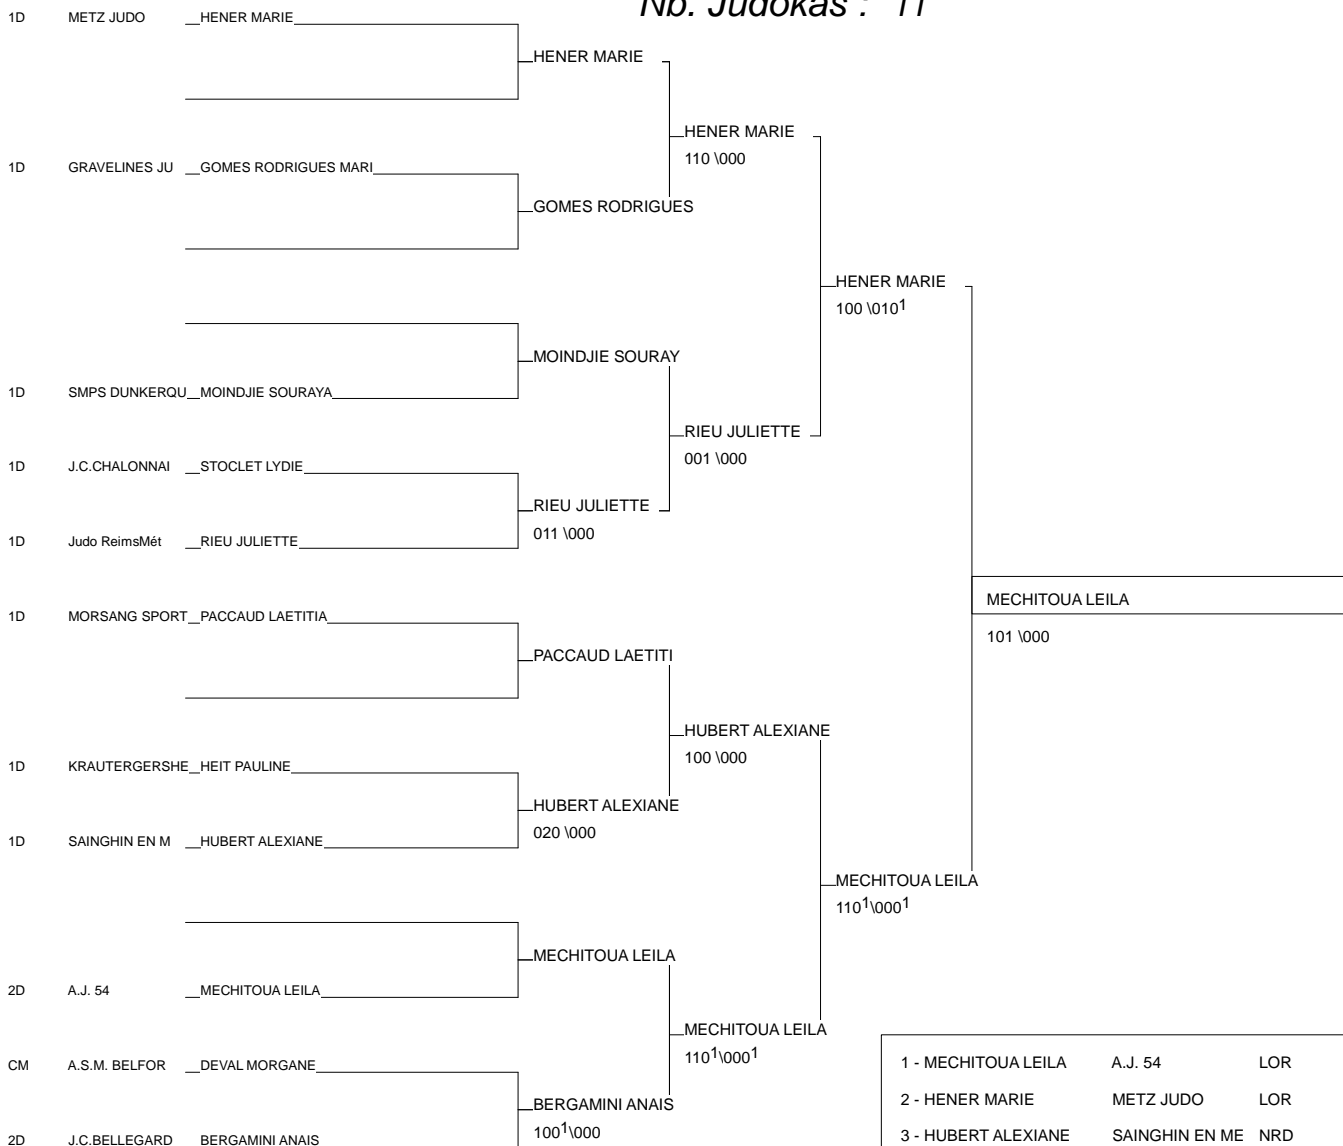 Nb. Judokas : 11
1D METZ JUDO HENER MARIE
HENER MARIE
HENER MARIE
110 \000
1D GRAVELINES JU GOMES RODRIGUES MARI
GOMES RODRIGUES
HENER MARIE
100 \010¹
MOINDJIE SOURAY
1D SMPS DUNKERQU MOINDJIE SOURAYA
RIEU JULIETTE
001 \000
1D J.C.CHALONNAI STOCLET LYDIE
RIEU JULIETTE
011 \000
1D Judo ReimsMét RIEU JULIETTE
MECHITOUA LEILA
101 \000
1D MORSANG SPORT PACCAUD LAETITIA
PACCAUD LAETITI
HUBERT ALEXIANE
100 \000
1D KRAUTERGERSHE HEIT PAULINE
HUBERT ALEXIANE
020 \000
1D SAINGHIN EN M HUBERT ALEXIANE
MECHITOUA LEILA
110¹\000¹
MECHITOUA LEILA
2D A.J. 54 MECHITOUA LEILA
MECHITOUA LEILA
110¹\000¹
CM A.S.M. BELFOR DEVAL MORGANE
BERGAMINI ANAIS
100¹\000
2D J.C.BELLEGARD BERGAMINI ANAIS
1 - MECHITOUA LEILA A.J. 54 LOR
2 - HENER MARIE METZ JUDO LOR
3 - HUBERT ALEXIANE SAINGHIN EN ME NRD